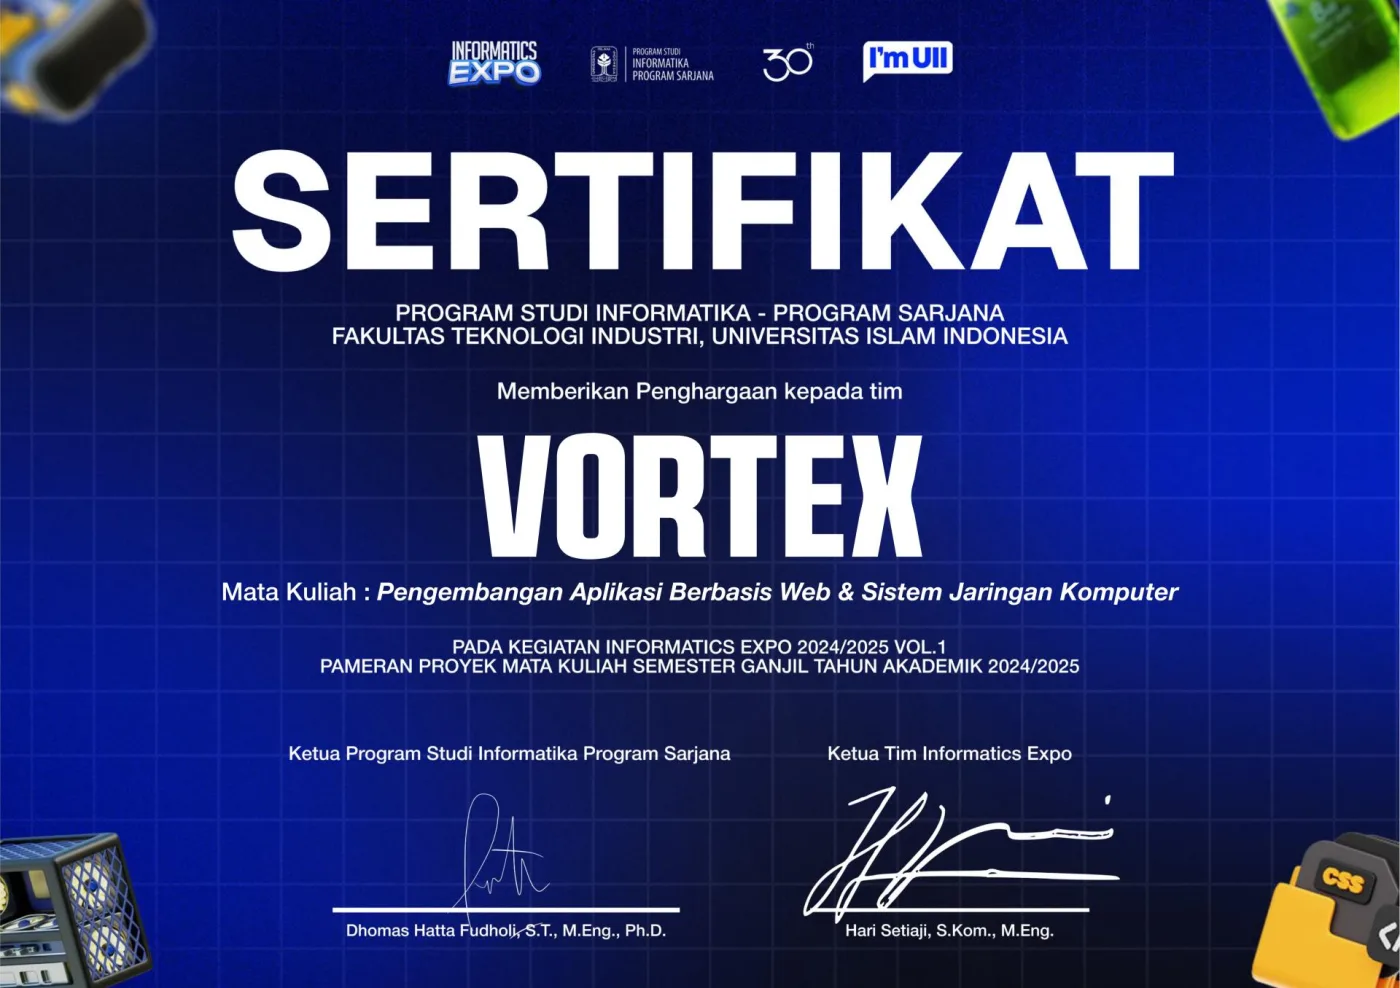 INFORMATICS
EXPO
PROGRAM STUDI
INFORMATIKA
PROGRAM SARJANA
30th
I'm UII
SERTIFIKAT
PROGRAM STUDI INFORMATIKA - PROGRAM SARJANA
FAKULTAS TEKNOLOGI INDUSTRI, UNIVERSITAS ISLAM INDONESIA
Memberikan Penghargaan kepada tim
VORTEX
Mata Kuliah : Pengembangan Aplikasi Berbasis Web & Sistem Jaringan Komputer
PADA KEGIATAN INFORMATICS EXPO 2024/2025 VOL.1
PAMERAN PROYEK MATA KULIAH SEMESTER GANJIL TAHUN AKADEMIK 2024/2025
Ketua Program Studi Informatika Program Sarjana
Ketua Tim Informatics Expo
Dhomas Hatta Fudholi, S.T., M.Eng., Ph.D.
Hari Setiaji, S.Kom., M.Eng.
CSS